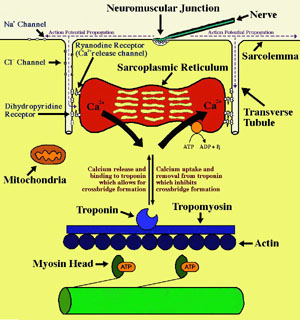 Neuromuscular Junction
Nerve
Na⁺ Channel
Action Potential Propogation
Action Potential Propogation
Cl⁻ Channel
Ryanodine Receptor
(Ca²⁺release channel)
Sarcolemma
Sarcoplasmic Reticulum
Dihydropyridine
Receptor
Ca²⁺
Ca²⁺
Transverse
Tubule
ATP
ADP + Pᵢ
Mitochondria
Calcium release and
binding to troponin
which allows for
crossbridge formation
Calcium uptake and
removal from troponin
which inhibits
crossbridge formation
Troponin
Tropomyosin
Actin
Myosin Head
ATP
ATP